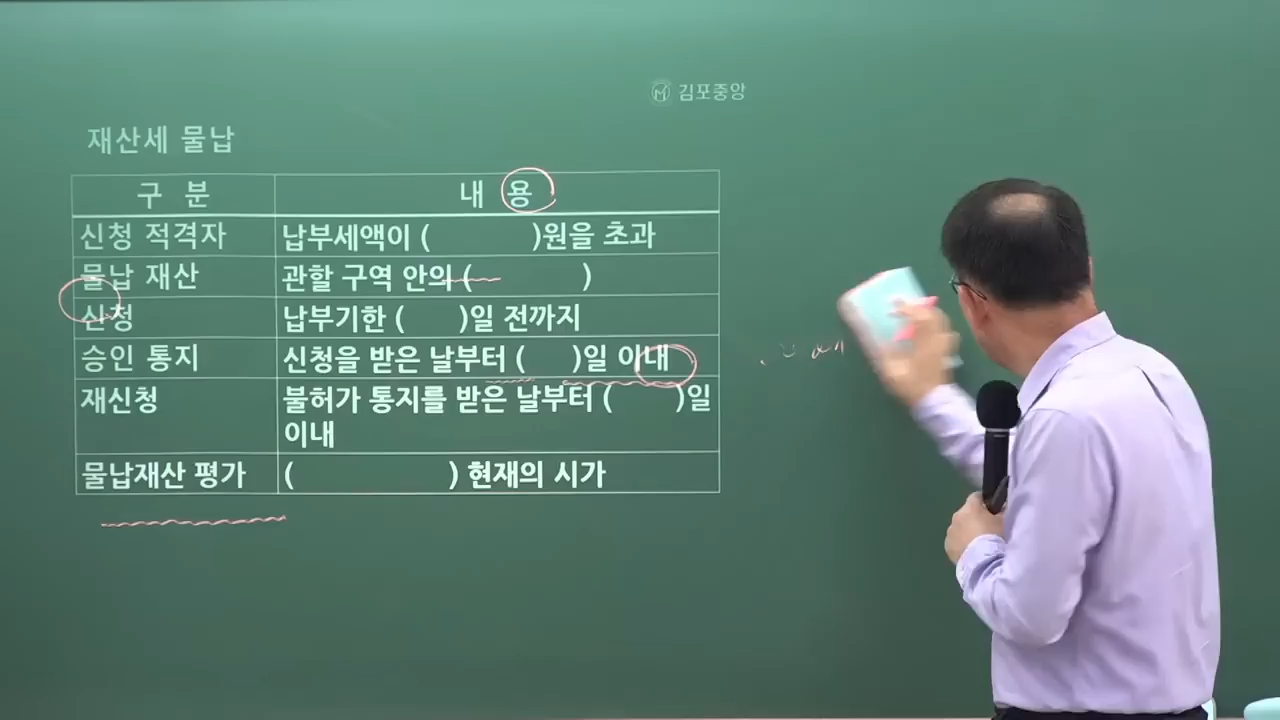 김포중앙
재산세 물납
구 분 내 용
신청 적격자 납부세액이 ( )원을 초과
물납 재산 관할 구역 안의 ( )
신청 납부기한 ( )일 전까지
승인 통지 신청을 받은 날부터 ( )일 이내
재신청 불허가 통지를 받은 날부터 ( )일
이내
물납재산 평가 ( ) 현재의 시가